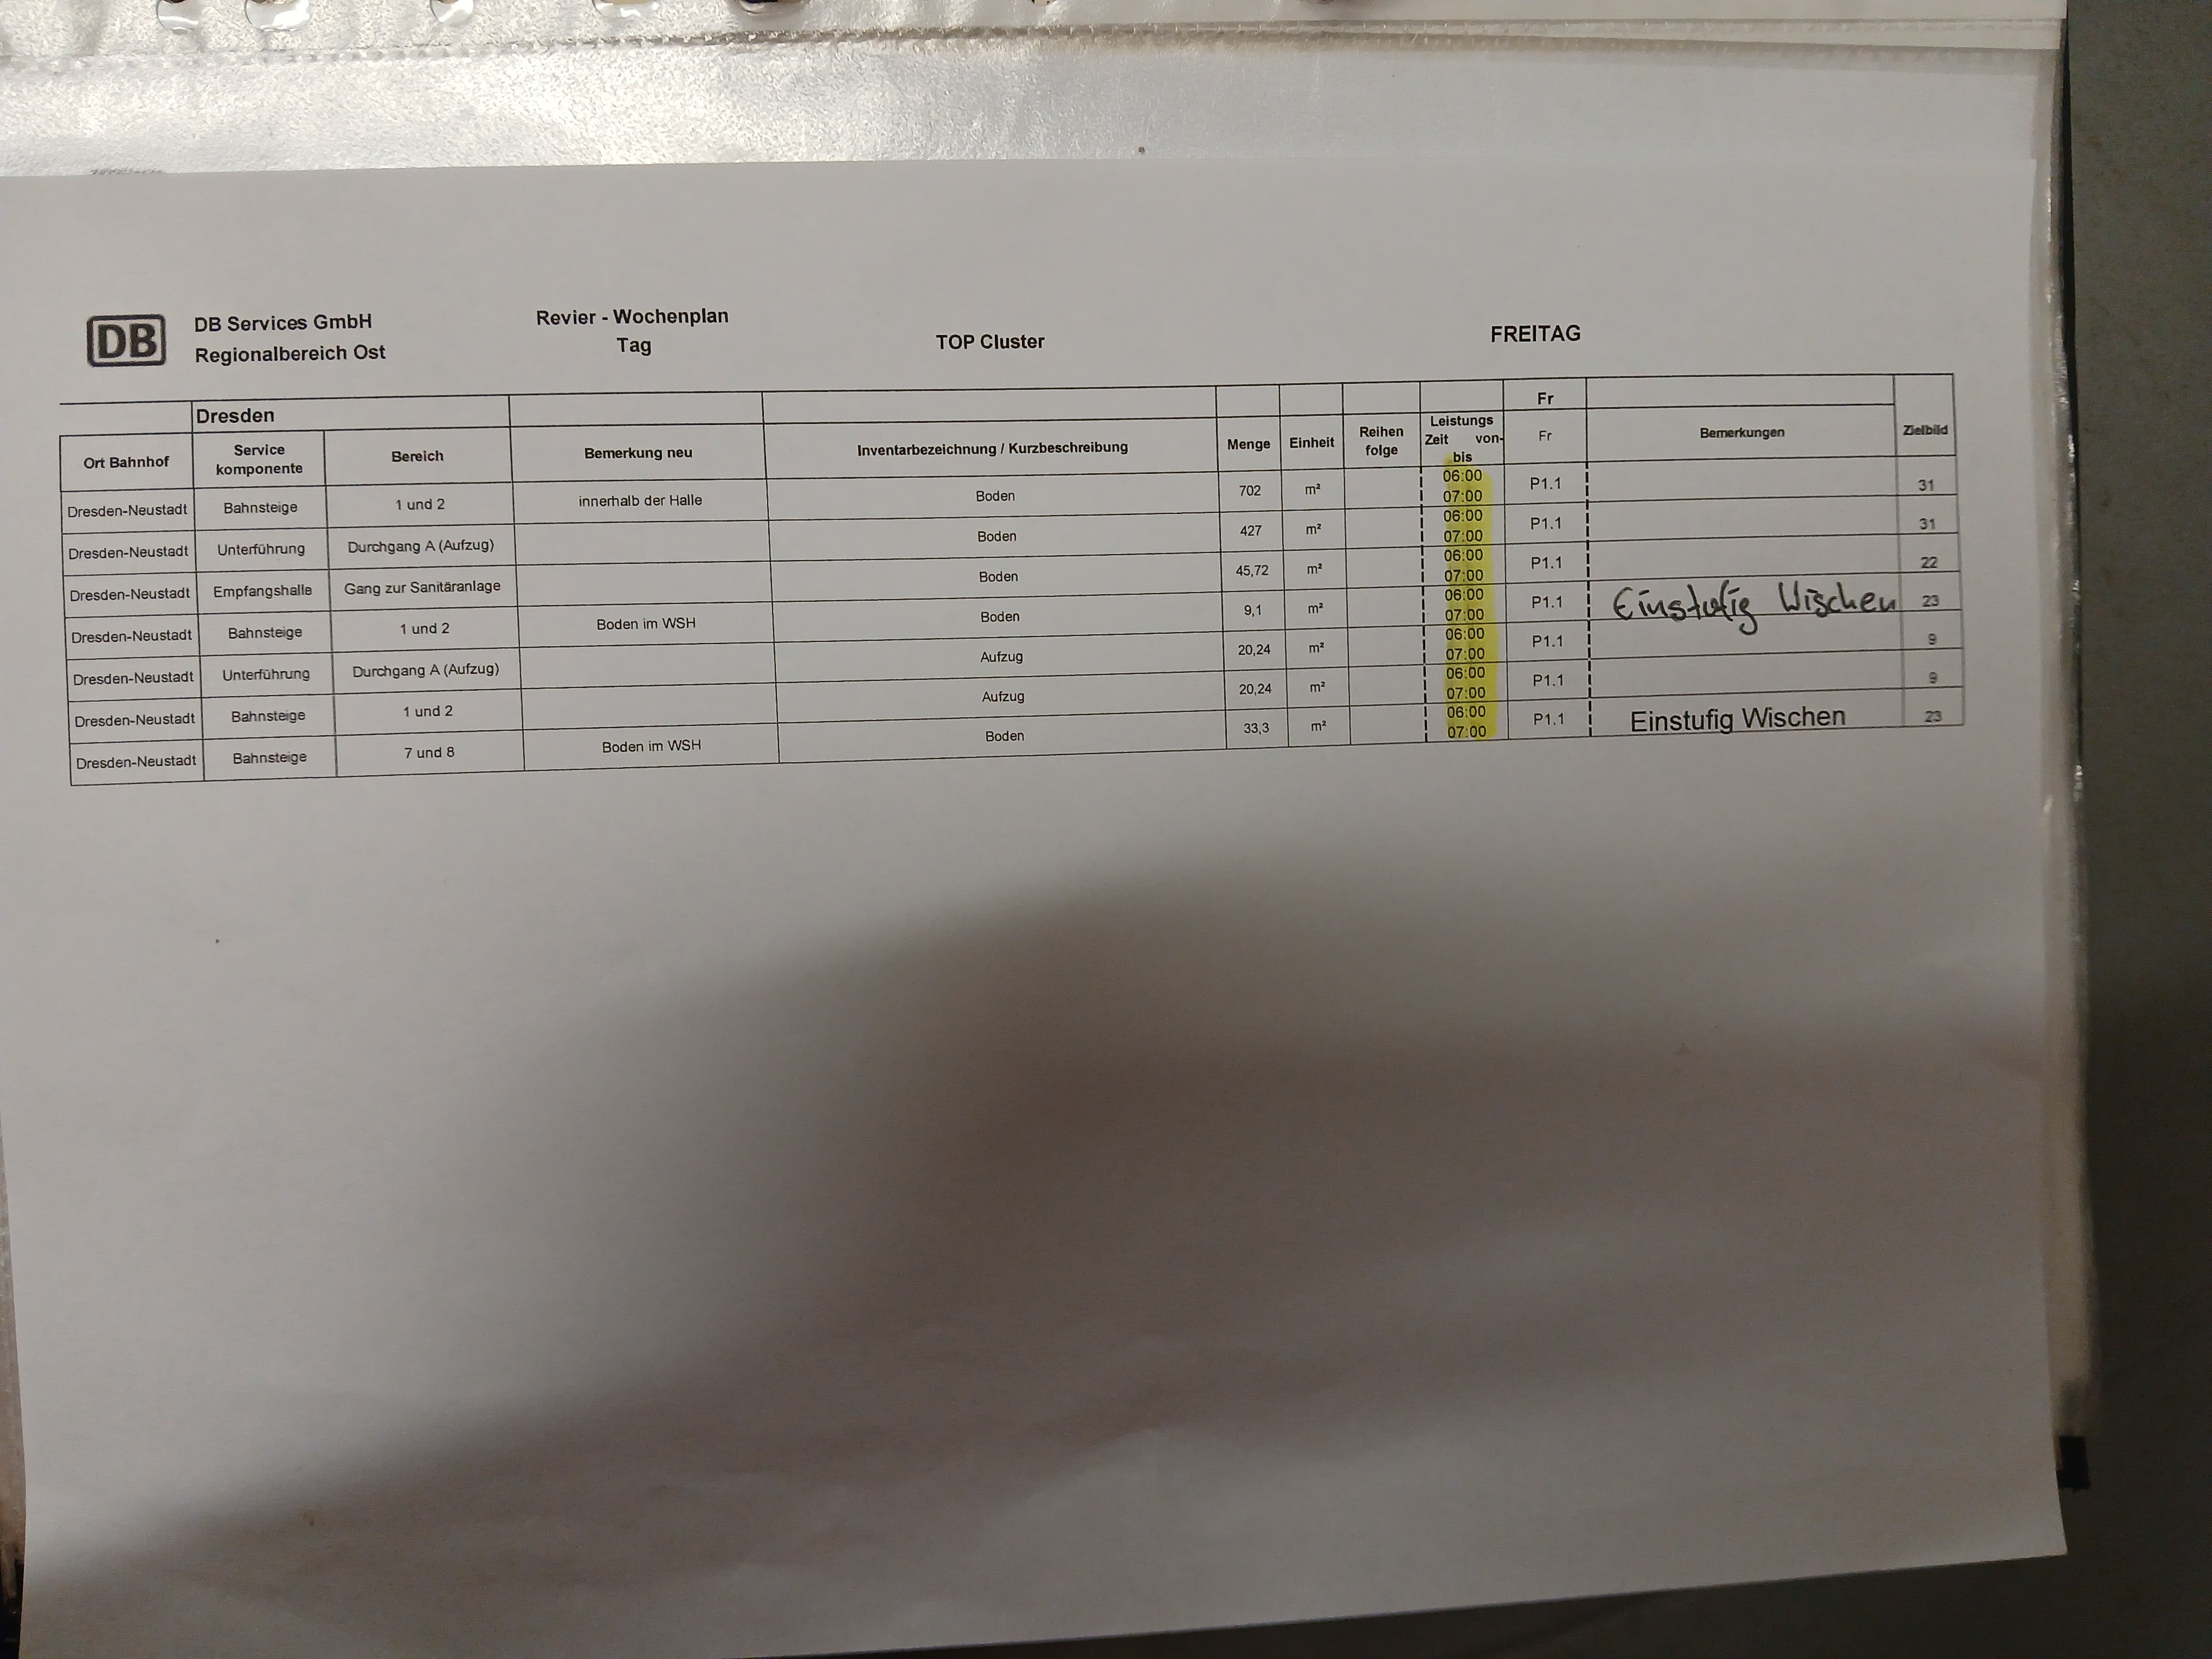 DB
DB Services GmbH
Regionalbereich Ost
Revier - Wochenplan
Tag
TOP Cluster
FREITAG
Dresden Fr
Ort Bahnhof Service komponente Bereich Bemerkung neu Inventarbezeichnung / Kurzbeschreibung Menge Einheit Reihen folge Leistungs Zeit von- bis Fr Bemerkungen Zielbild
Dresden-Neustadt Bahnsteige 1 und 2 innerhalb der Halle Boden 702 m² 06:00 07:00 P1.1 31
Dresden-Neustadt Unterführung Durchgang A (Aufzug) Boden 427 m² 06:00 07:00 P1.1 31
Dresden-Neustadt Empfangshalle Gang zur Sanitäranlage Boden 45,72 m² 06:00 07:00 P1.1 22
Dresden-Neustadt Bahnsteige 1 und 2 Boden im WSH Boden 9,1 m² 06:00 07:00 P1.1 Einstufig Wischen 23
Dresden-Neustadt Unterführung Durchgang A (Aufzug) Aufzug 20,24 m² 06:00 07:00 P1.1 9
Dresden-Neustadt Bahnsteige 1 und 2 Aufzug 20,24 m² 06:00 07:00 P1.1 9
Dresden-Neustadt Bahnsteige 7 und 8 Boden im WSH Boden 33,3 m² 06:00 07:00 P1.1 Einstufig Wischen 23